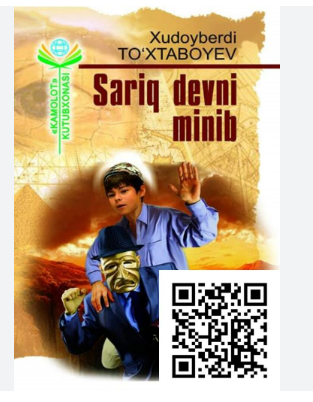 Xudoyberdi
TO‘XTABOYEV
«KAMOLOT»
KUTUBXONASI
Sariq devni
minib